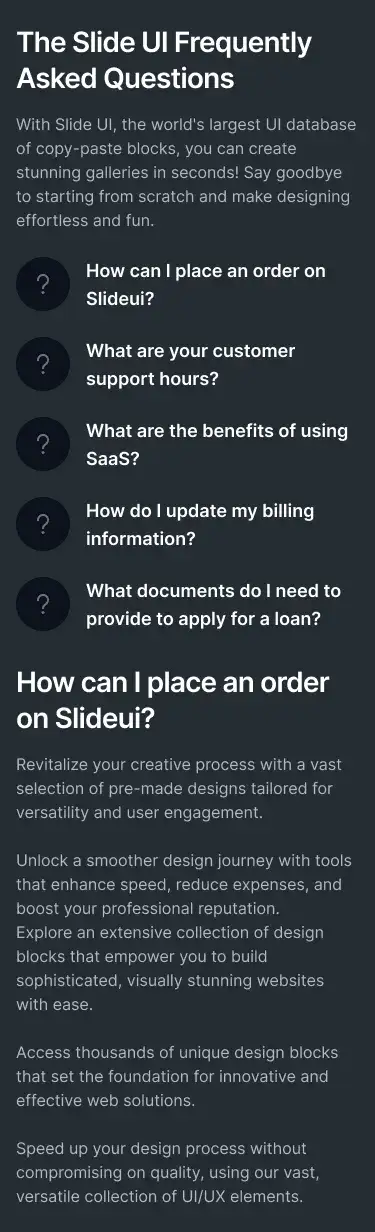 The Slide UI Frequently
Asked Questions
With Slide UI, the world's largest UI database
of copy-paste blocks, you can create
stunning galleries in seconds! Say goodbye
to starting from scratch and make designing
effortless and fun.
?
How can I place an order on
Slideui?
?
What are your customer
support hours?
?
What are the benefits of using
SaaS?
?
How do I update my billing
information?
?
What documents do I need to
provide to apply for a loan?
How can I place an order
on Slideui?
Revitalize your creative process with a vast
selection of pre-made designs tailored for
versatility and user engagement.
Unlock a smoother design journey with tools
that enhance speed, reduce expenses, and
boost your professional reputation.
Explore an extensive collection of design
blocks that empower you to build
sophisticated, visually stunning websites
with ease.
Access thousands of unique design blocks
that set the foundation for innovative and
effective web solutions.
Speed up your design process without
compromising on quality, using our vast,
versatile collection of UI/UX elements.